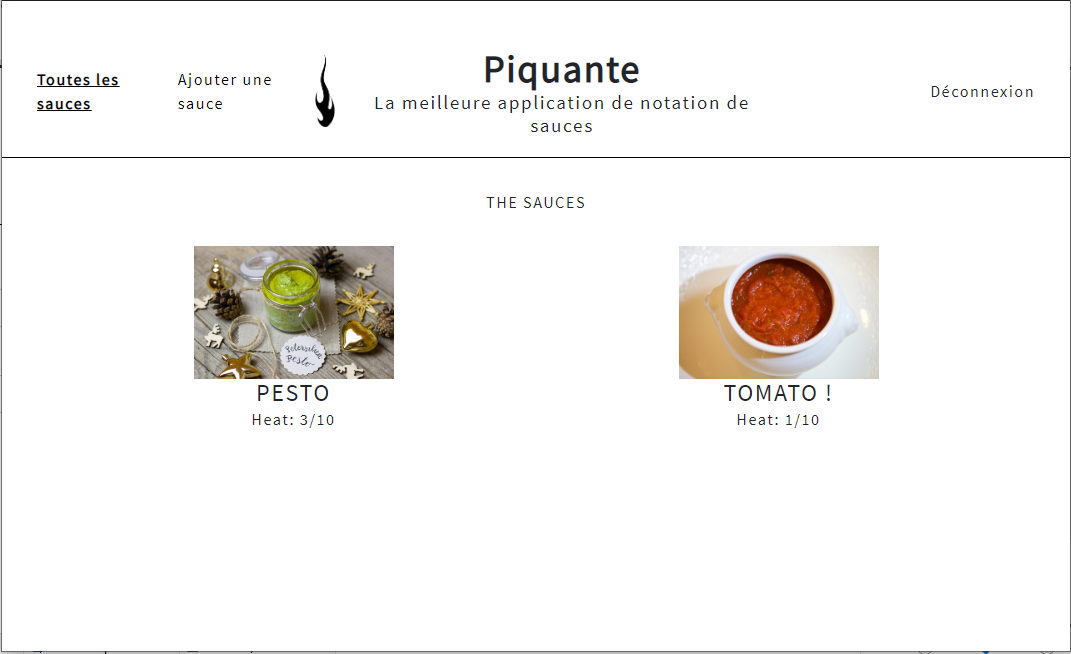 Toutes les
sauces
Ajouter une
sauce
Piquante
La meilleure application de notation de
sauces
Déconnexion
THE SAUCES
Pesto
PESTO
Heat: 3/10
TOMATO !
Heat: 1/10